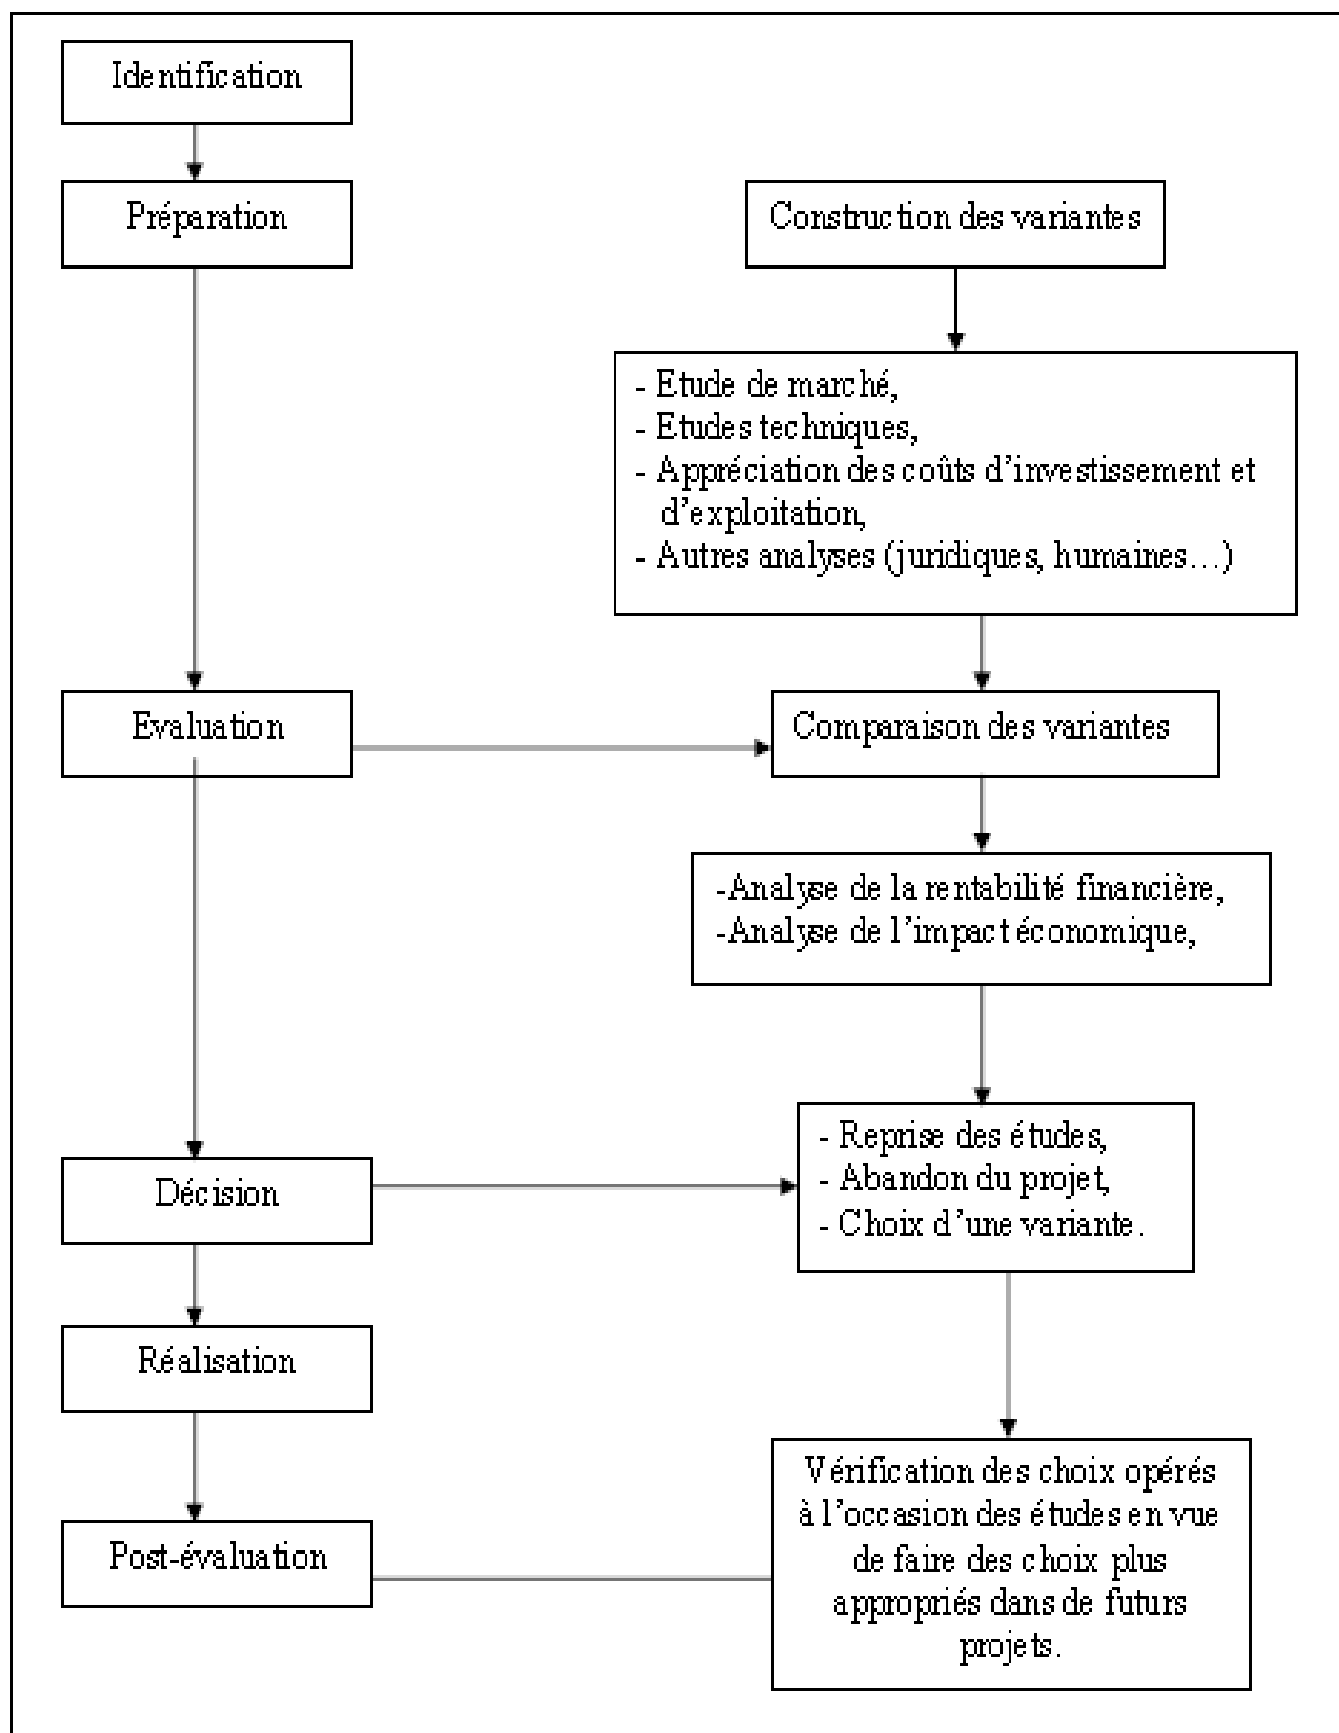 Identification
Préparation
Construction des variantes
- Etude de marché,
- Etudes techniques,
- Appréciation des coûts d'investissement et
d'exploitation,
- Autres analyses (juridiques, humaines…)
Evaluation
Comparaison des variantes
-Analyse de la rentabilité financière,
-Analyse de l'impact économique,
- Reprise des études,
- Abandon du projet,
- Choix d'une variante.
Décision
Réalisation
Post-évaluation
Vérification des choix opérés
à l'occasion des études en vue
de faire des choix plus
appropriés dans de futurs
projets.